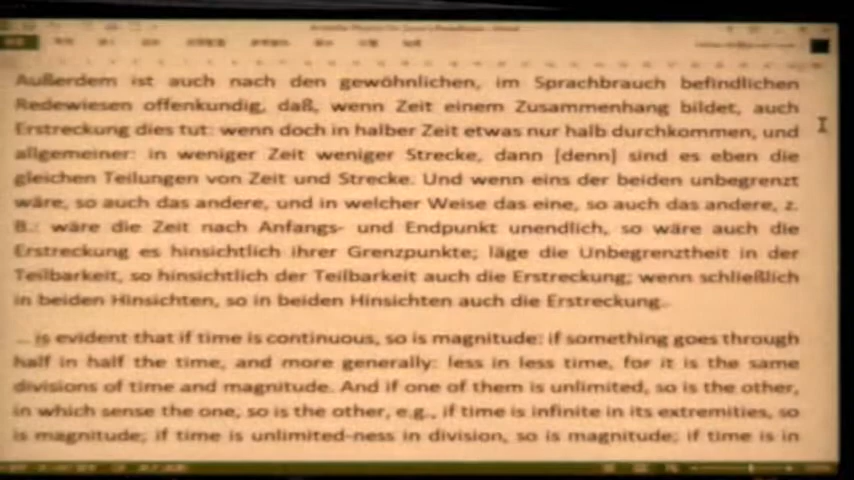 Außerdem ist auch nach den gewöhnlichen, im Sprachbrauch befindlichen
Redewiesen offenkundig, daß, wenn Zeit einem Zusammenhang bildet, auch
Erstreckung dies tut: wenn doch in halber Zeit etwas nur halb durchkommen, und
allgemeiner: in weniger Zeit weniger Strecke, dann [denn] sind es eben die
gleichen Teilungen von Zeit und Strecke. Und wenn eins der beiden unbegrenzt
wäre, so auch das andere, und in welcher Weise das eine, so auch das andere, z.
B.: wäre die Zeit nach Anfangs- und Endpunkt unendlich, so wäre auch die
Erstreckung es hinsichtlich ihrer Grenzpunkte; läge die Unbegrenztheit in der
Teilbarkeit, so hinsichtlich der Teilbarkeit auch die Erstreckung; wenn schließlich
in beiden Hinsichten, so in beiden Hinsichten auch die Erstreckung.
... is evident that if time is continuous, so is magnitude: if something goes through
half in half the time, and more generally: less in less time, for it is the same
divisions of time and magnitude. And if one of them is unlimited, so is the other,
in which sense the one, so is the other, e.g., if time is infinite in its extremities, so
is magnitude; if time is unlimited-ness in division, so is magnitude; if time is in